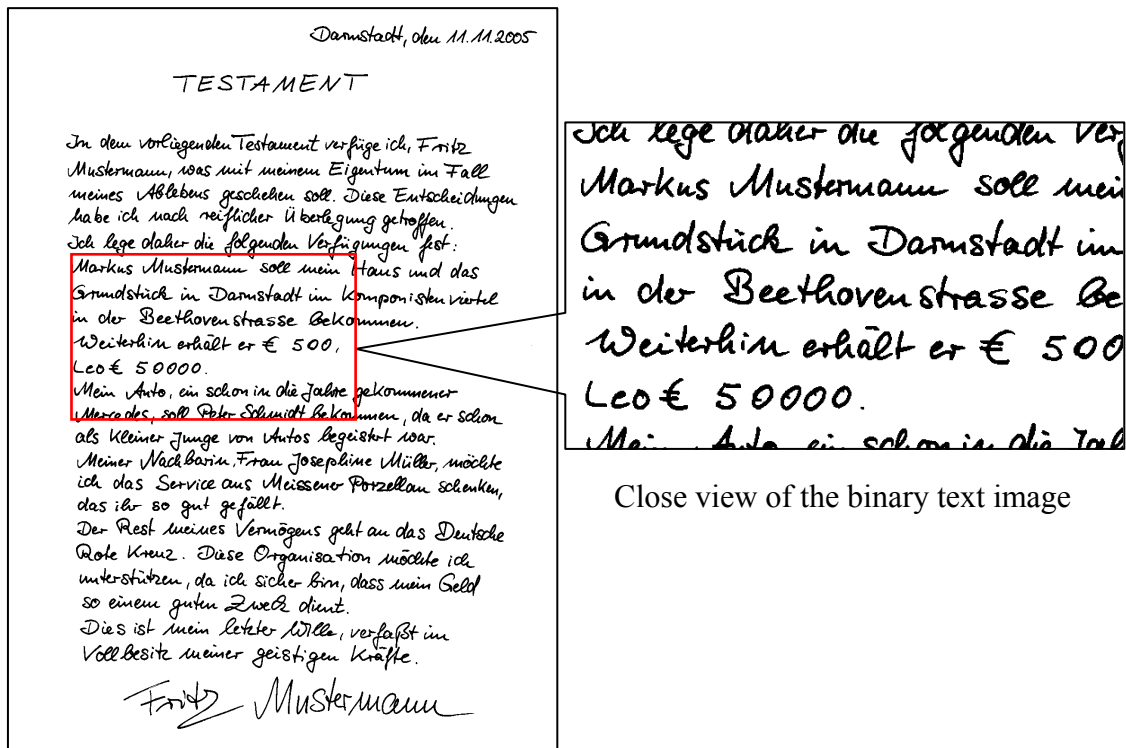 Darmstadt, den 11.11.2005
TESTAMENT
In dem vorliegenden Testament verfüge ich, Fritz
Mustermann, was mit meinem Eigentum im Fall
meines Ablebens geschehen soll. Diese Entscheidungen
habe ich nach reiflicher Überlegung getroffen.
Ich lege daher die folgenden Verfügungen fest:
Markus Mustermann soll mein Haus und das
Grundstück in Darmstadt im Komponistenviertel
in der Beethovenstrasse bekommen.
Weiterhin erhält er € 500,
Leo € 50000.
Mein Auto, ein schon in die Jahre gekommener
Mercedes, soll Peter Schmidt bekommen, da er schon
als kleiner Junge von Autos begeistert war.
Meiner Nachbarin, Frau Josephine Müller, möchte
ich das Service aus Meissener Porzellan schenken,
das ihr so gut gefällt.
Der Rest meines Vermögens geht an das Deutsche
Rote Kreuz. Diese Organisation möchte ich
unterstützen, da ich sicher bin, dass mein Geld
so einem guten Zweck dient.
Dies ist mein letzter Wille, verfaßt im
Vollbesitz meiner geistigen Kräfte.
Fritz Mustermann
Ich lege daher die folgenden Ver
Markus Mustermann soll mein
Grundstück in Darmstadt im
in der Beethovenstrasse be
Weiterhin erhält er € 500
Leo € 50000.
Mein Auto, ein schon in die Jah
Close view of the binary text image